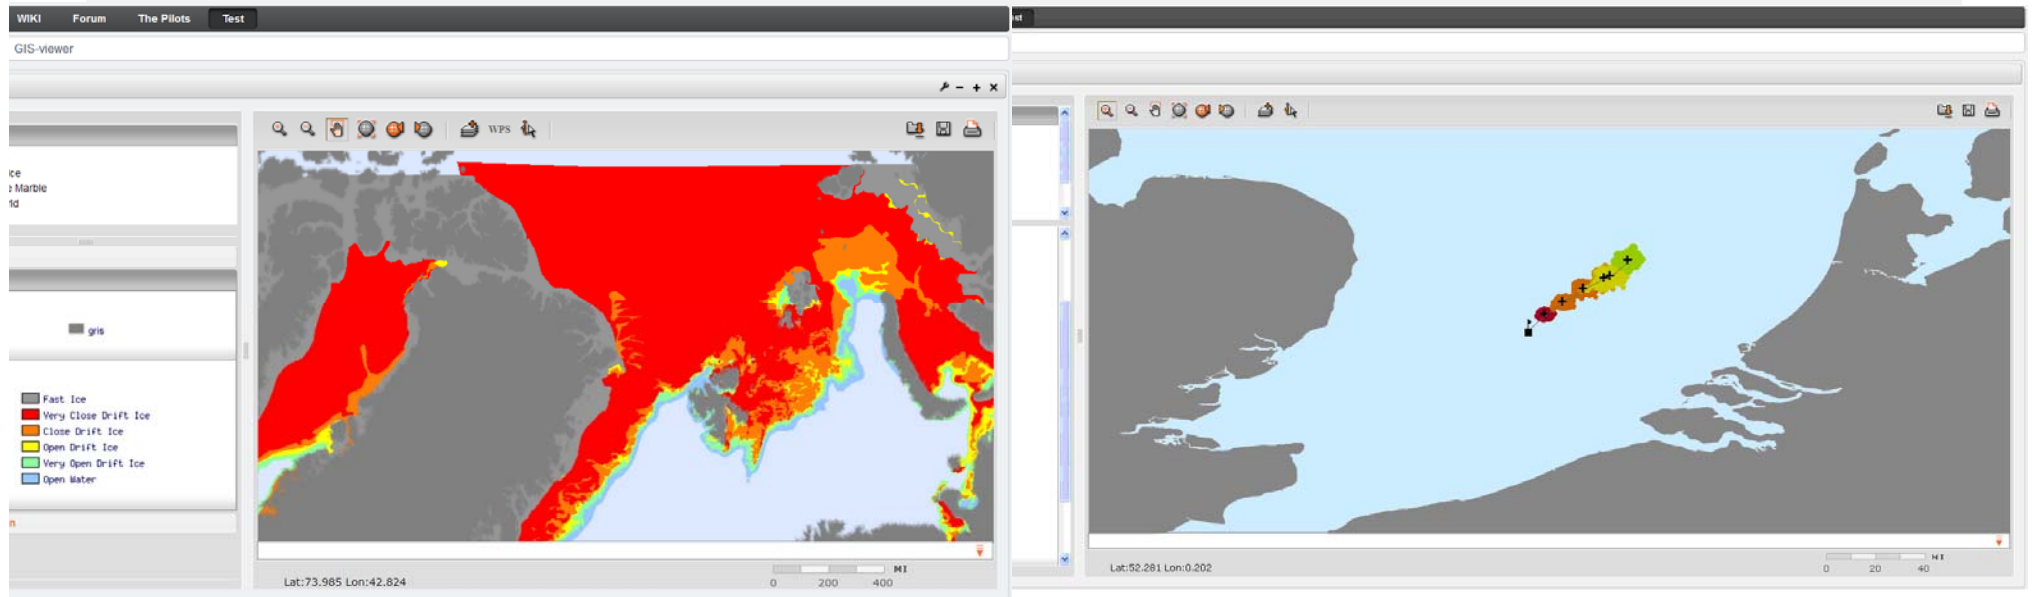 WIKI Forum The Pilots Test
GIS-viewer
WPS
Marble
gris
Fast Ice
Very Close Drift Ice
Close Drift Ice
Open Drift Ice
Very Open Drift Ice
Open Water
MI
0 200 400
Lat:73.985 Lon:42.824
MI
0 20 40
Lat:52.281 Lon:0.202